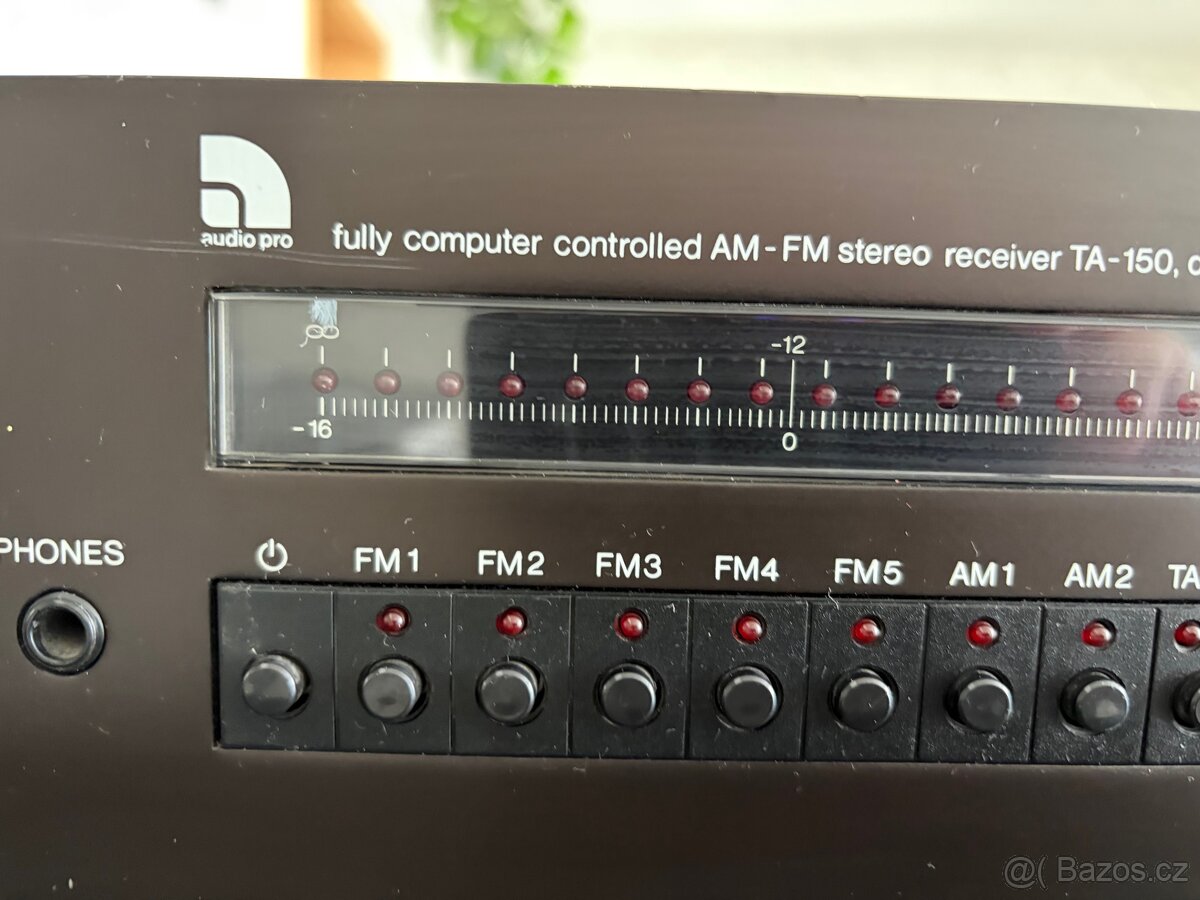 audio pro
fully computer controlled AM-FM stereo receiver TA-150,
-12
-16
0
PHONES
FM1 FM2 FM3 FM4 FM5 AM1 AM2 TA
@( Bazos.cz